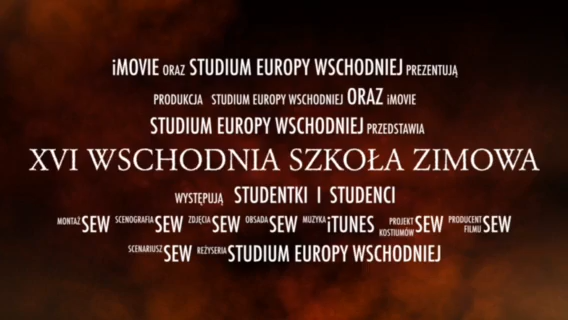 iMOVIE ORAZ STUDIUM EUROPY WSCHODNIEJ PREZENTUJĄ
PRODUKCJA STUDIUM EUROPY WSCHODNIEJ ORAZ iMOVIE
STUDIUM EUROPY WSCHODNIEJ PRZEDSTAWIA
XVI WSCHODNIA SZKOŁA ZIMOWA
WYSTĘPUJĄ STUDENTKI I STUDENCI
MONTAŻ SEW SCENOGRAFIA SEW ZDJĘCIA SEW OBSADA SEW MUZYKA iTUNES PROJEKT KOSTIUMÓW SEW PRODUCENT FILMU SEW
SCENARIUSZ SEW REŻYSERIA STUDIUM EUROPY WSCHODNIEJ